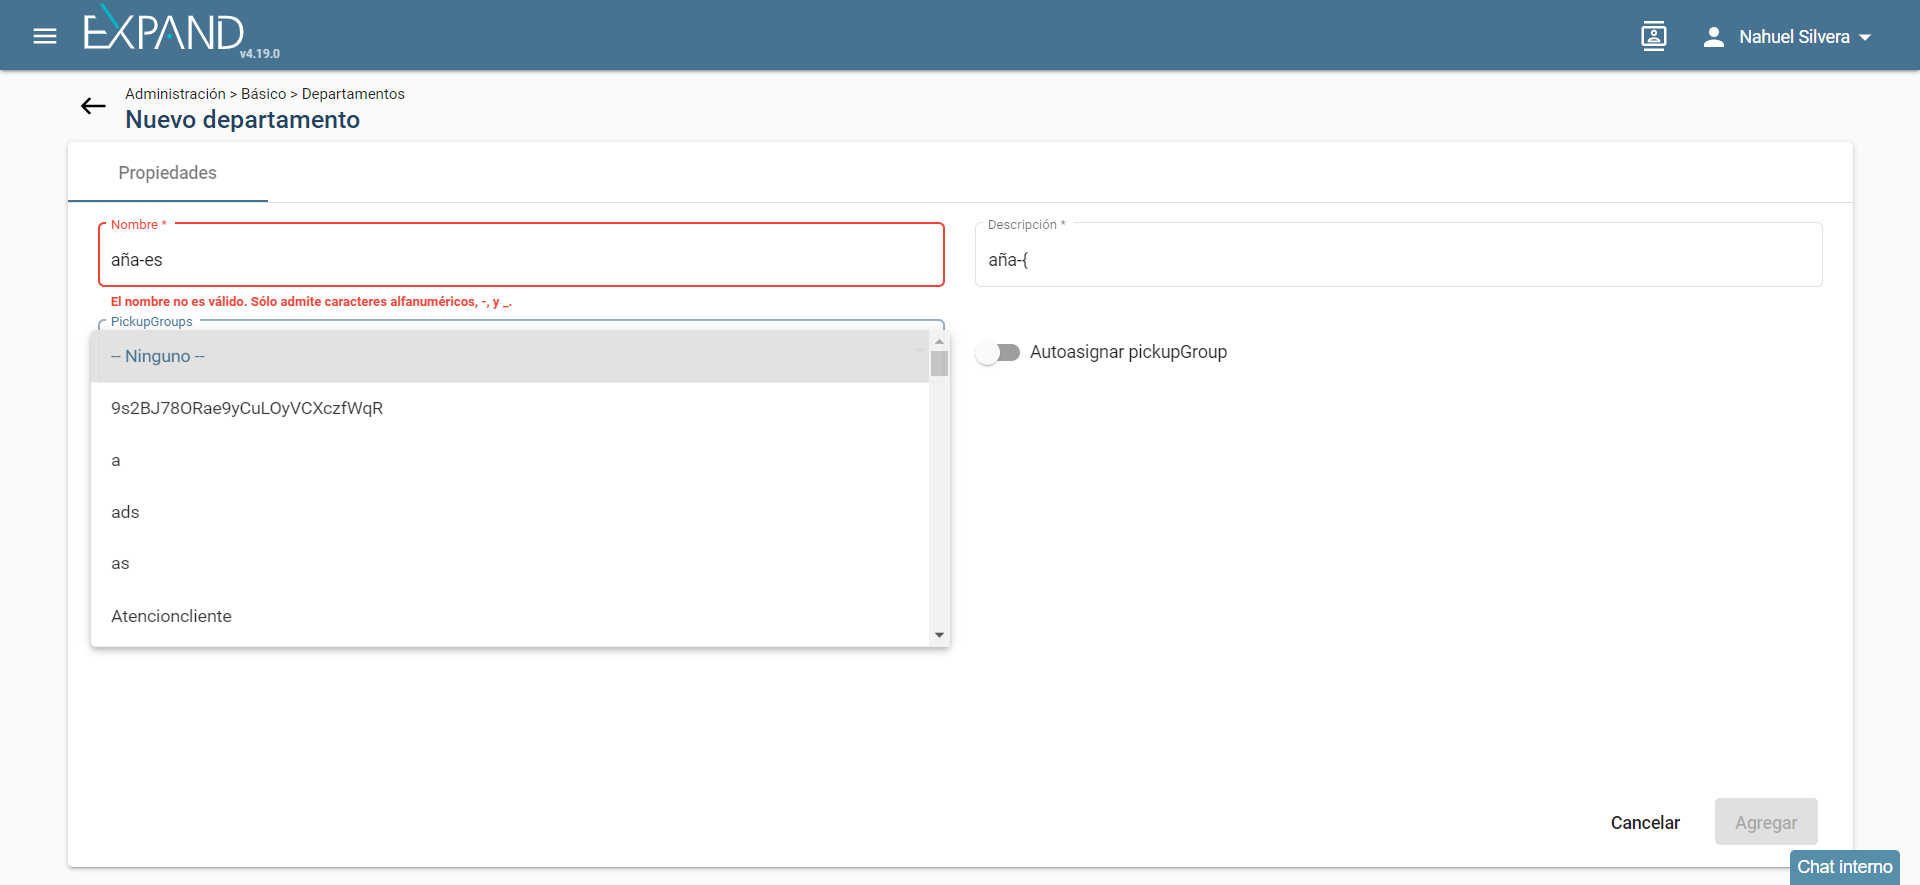 EXPAND
v4.19.0
Nahuel Silvera
Administración > Básico > Departamentos
Nuevo departamento
Propiedades
Nombre *
aña-es
El nombre no es válido. Sólo admite caracteres alfanuméricos, -, y _.
Descripción *
aña-{
PickupGroups
-- Ninguno --
9s2BJ78ORae9yCuLOyVCXczfWqR
a
ads
as
Atencioncliente
Autoasignar pickupGroup
Cancelar
Agregar
Chat interno